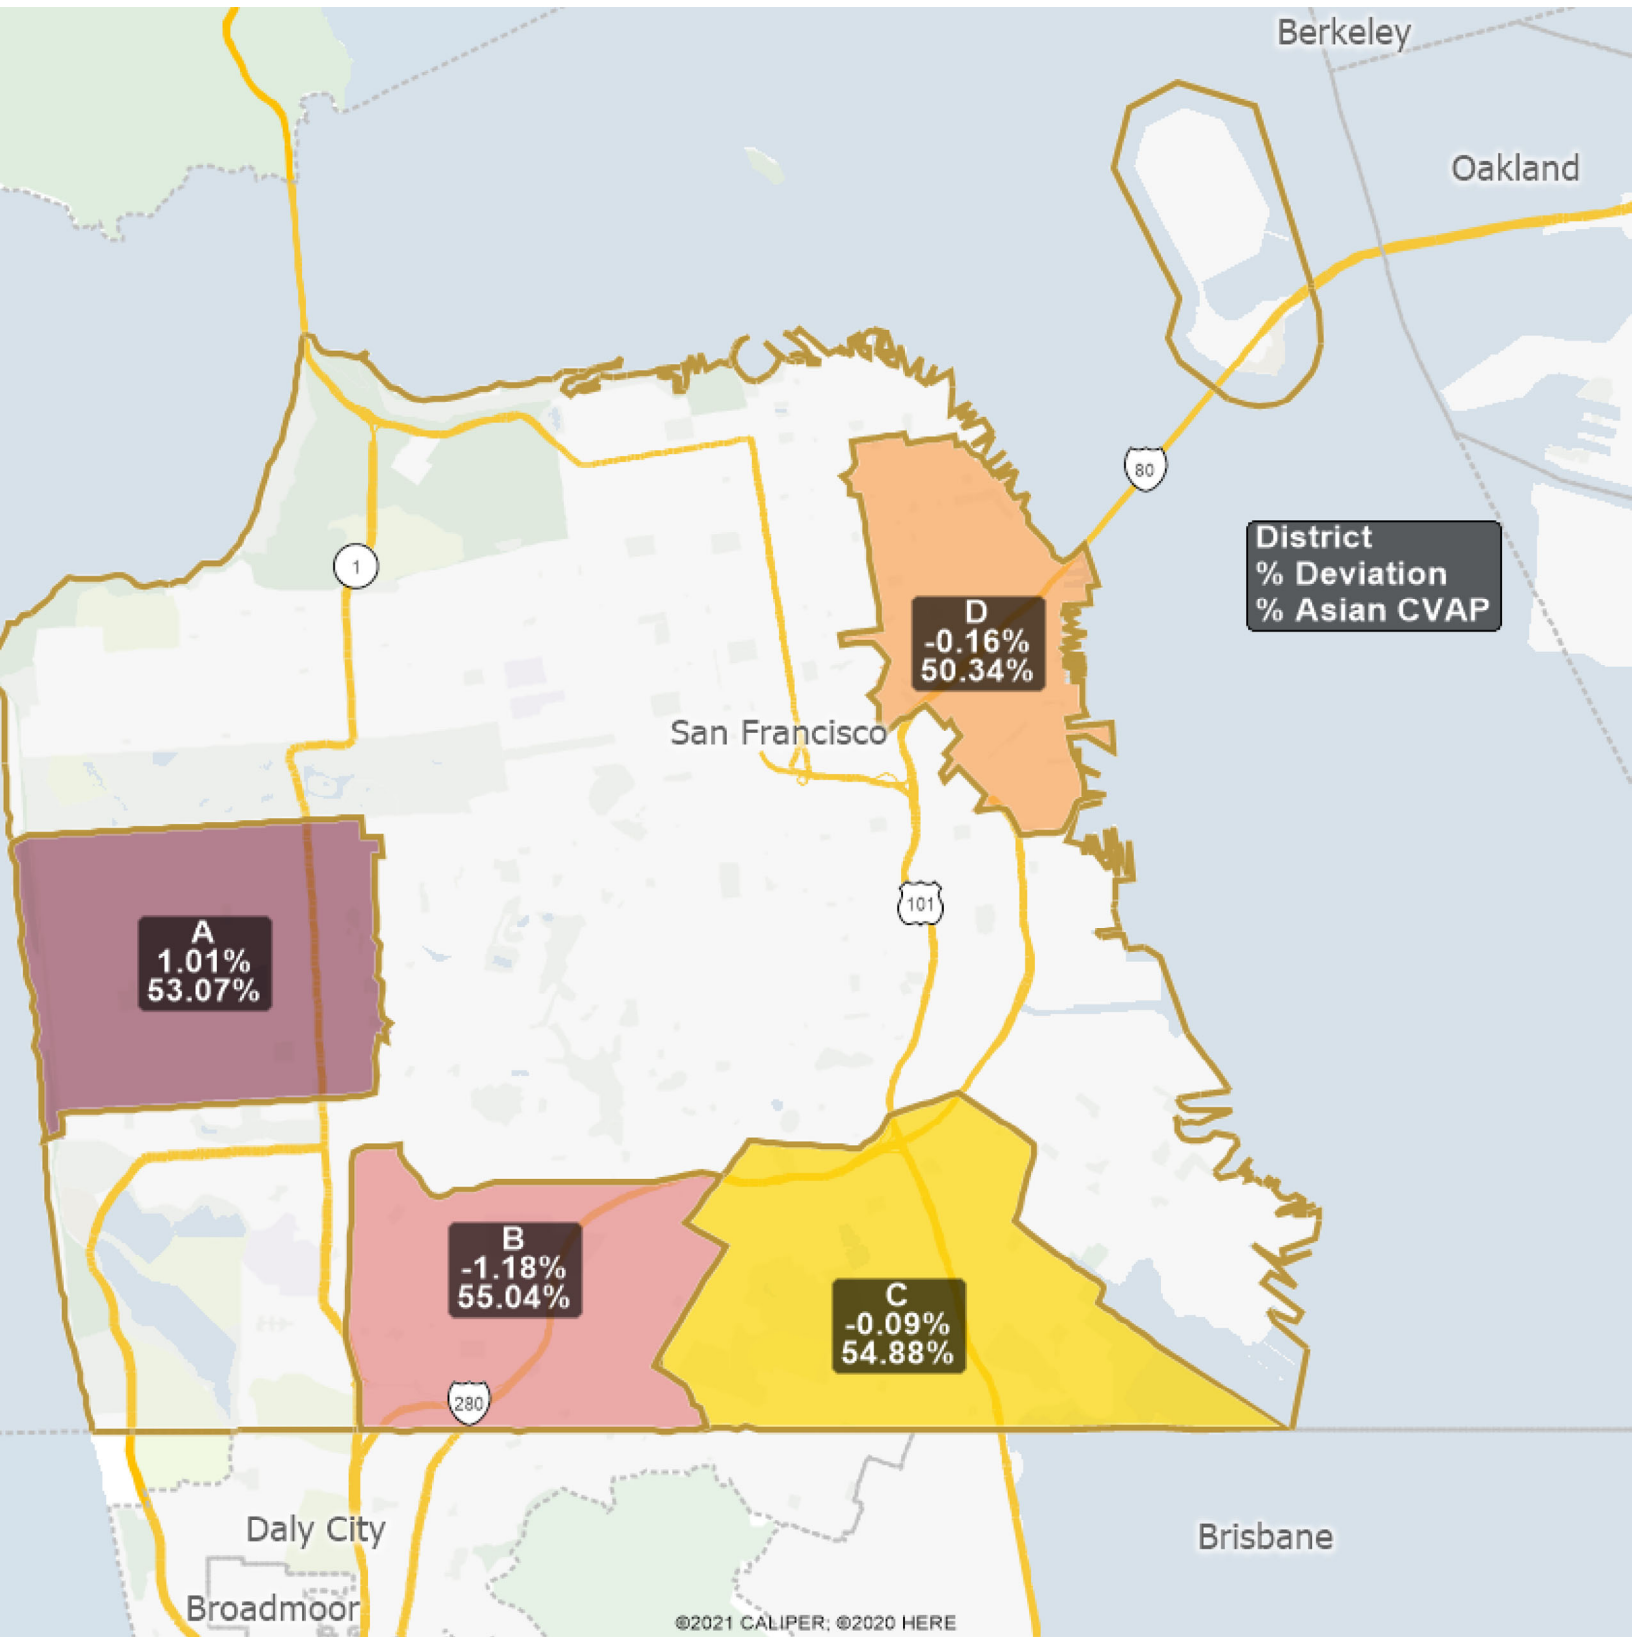 Berkeley
Oakland
80
District
% Deviation
% Asian CVAP
1
D
-0.16%
50.34%
San Francisco
101
A
1.01%
53.07%
B
-1.18%
55.04%
C
-0.09%
54.88%
280
Daly City
Brisbane
Broadmoor
©2021 CALIPER; ©2020 HERE